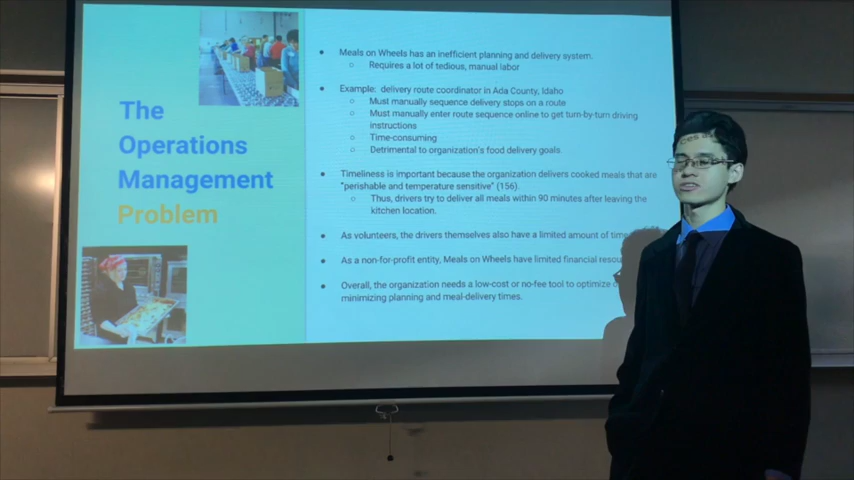 The
Operations
Management
Problem
Meals on Wheels has an inefficient planning and delivery system.
Requires a lot of tedious, manual labor
Example: delivery route coordinator in Ada County, Idaho
Must manually sequence delivery stops on a route
Must manually enter route sequence online to get turn-by-turn driving
instructions
Time-consuming
Detrimental to organization's food delivery goals.
Timeliness is important because the organization delivers cooked meals that are
"perishable and temperature sensitive" (156).
Thus, drivers try to deliver all meals within 90 minutes after leaving the
kitchen location.
As volunteers, the drivers themselves also have a limited amount of time
As a non-for-profit entity, Meals on Wheels have limited financial
Overall, the organization needs a low-cost or no-fee tool to optimize
minimizing planning and meal-delivery times.